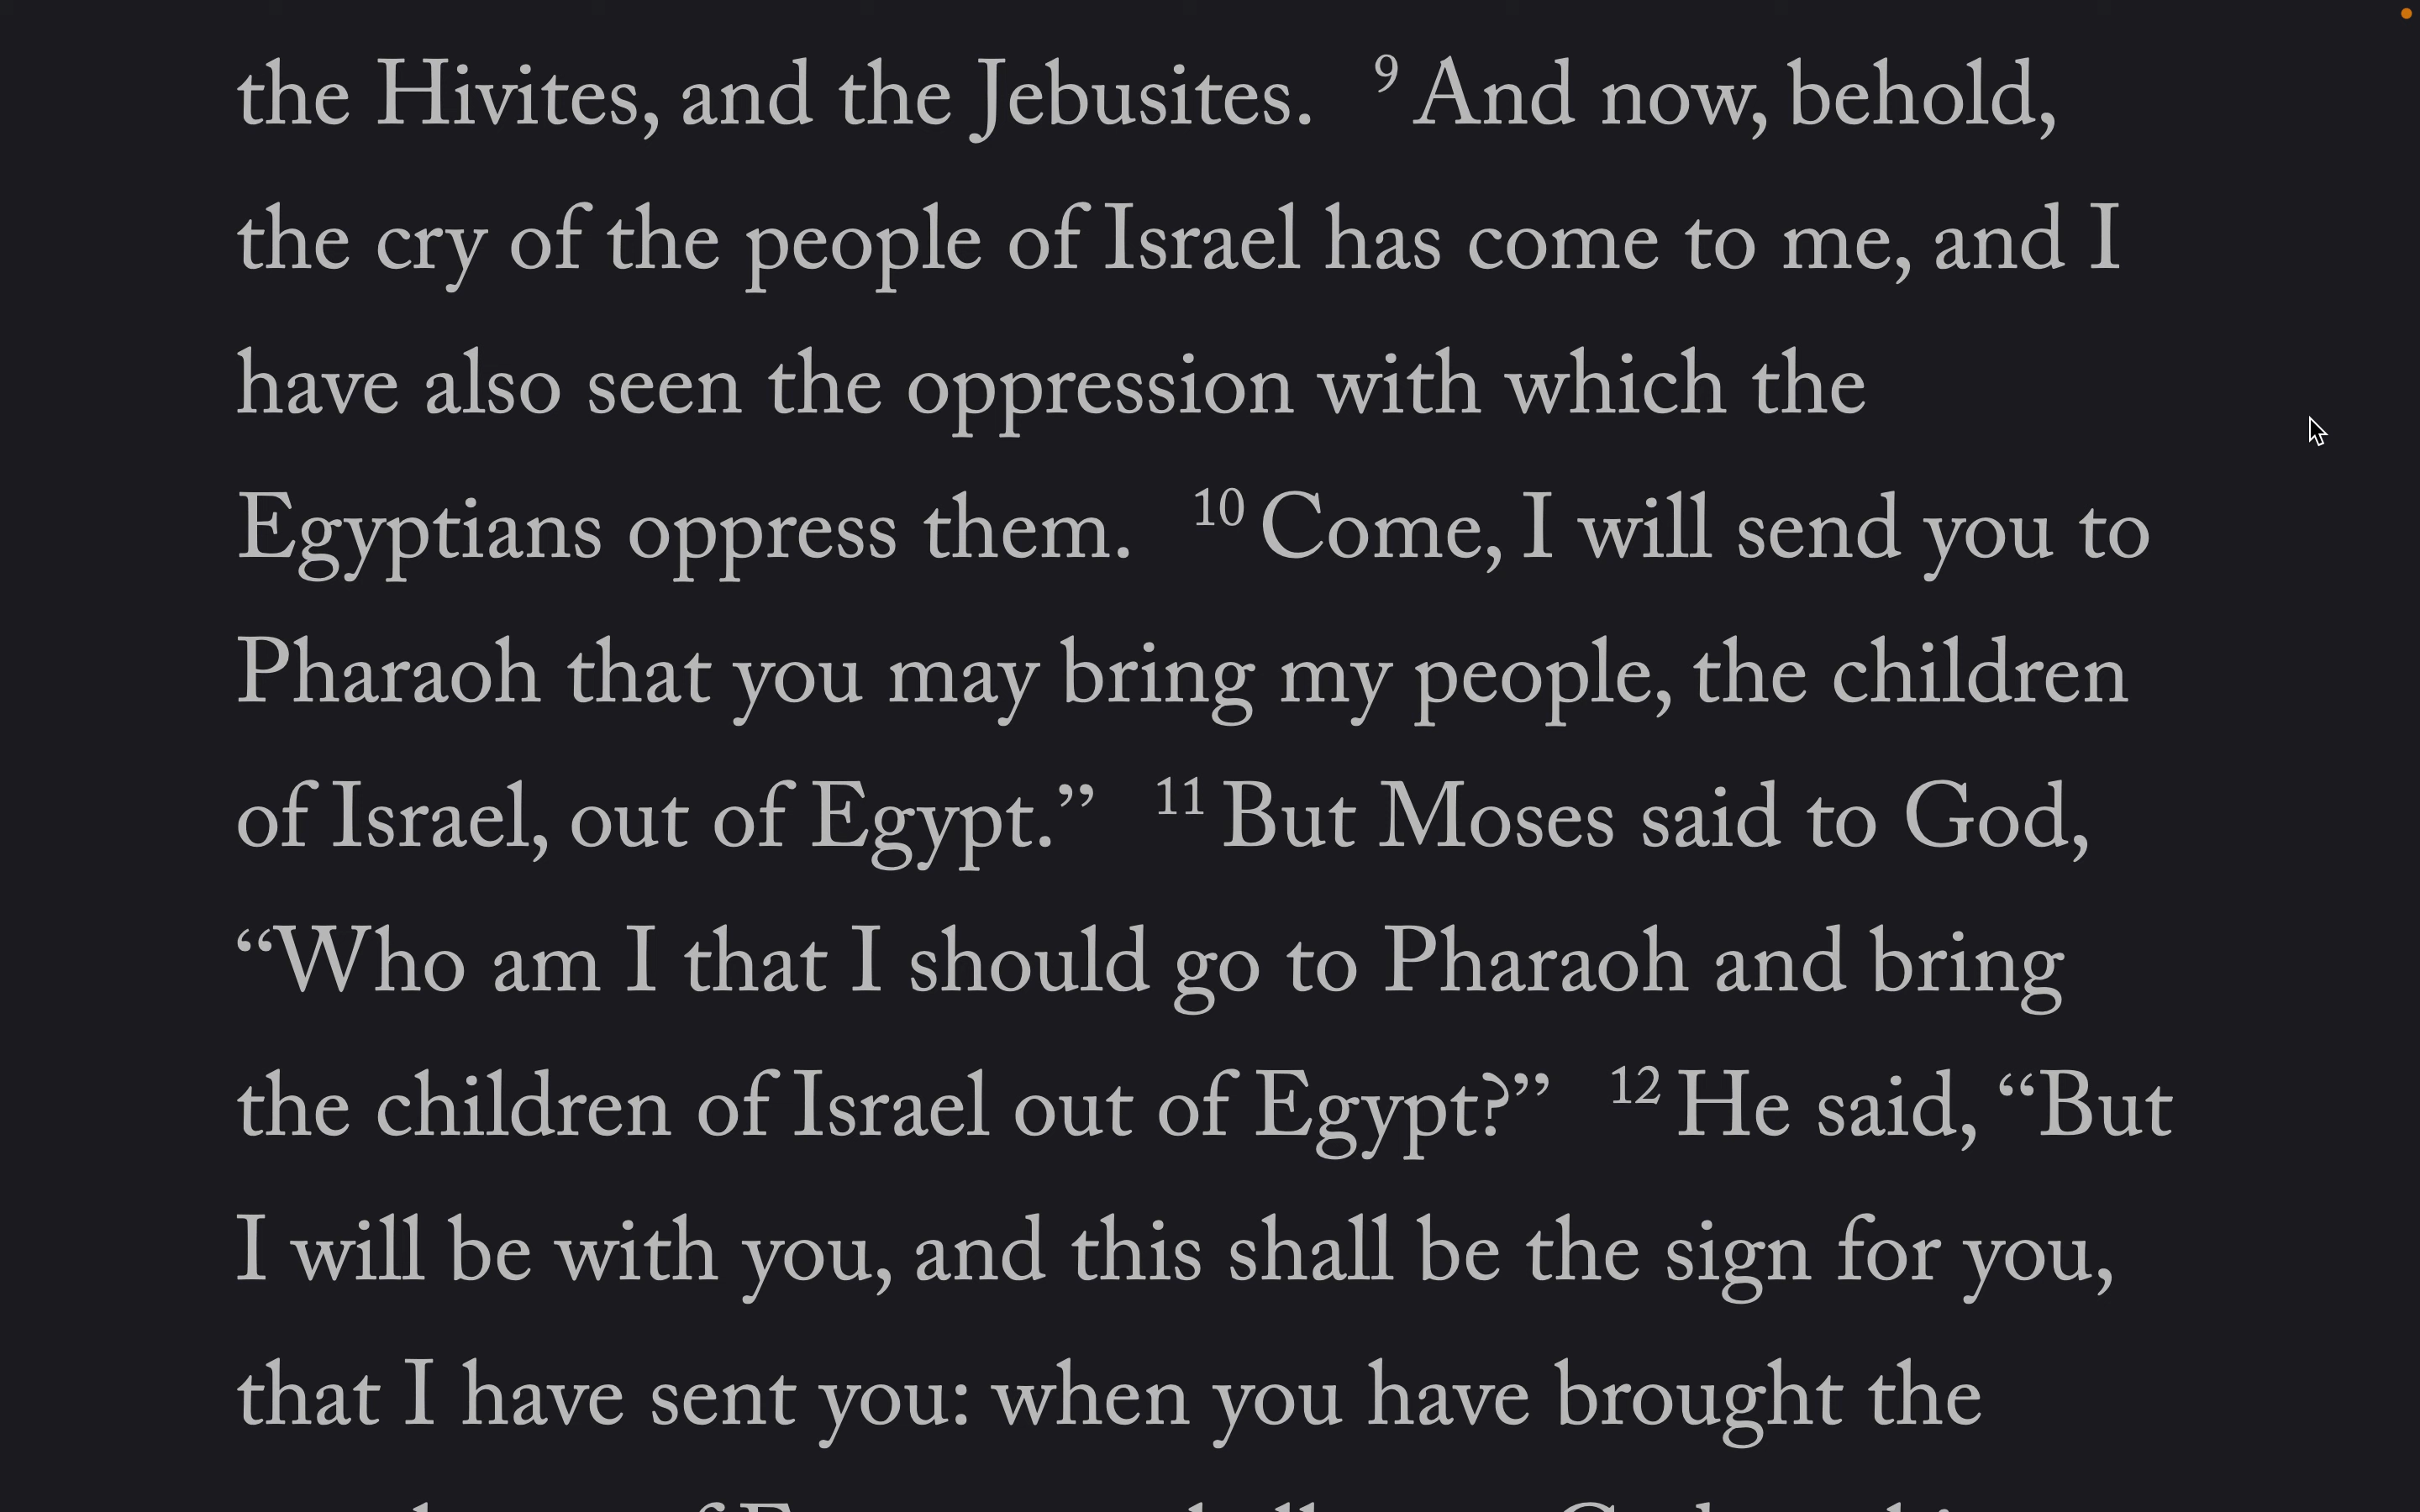 the Hivites, and the Jebusites. 9 And now, behold,
the cry of the people of Israel has come to me, and I
have also seen the oppression with which the
Egyptians oppress them. 10 Come, I will send you to
Pharaoh that you may bring my people, the children
of Israel, out of Egypt.” 11 But Moses said to God,
“Who am I that I should go to Pharaoh and bring
the children of Israel out of Egypt?” 12 He said, “But
I will be with you, and this shall be the sign for you,
that I have sent you: when you have brought the